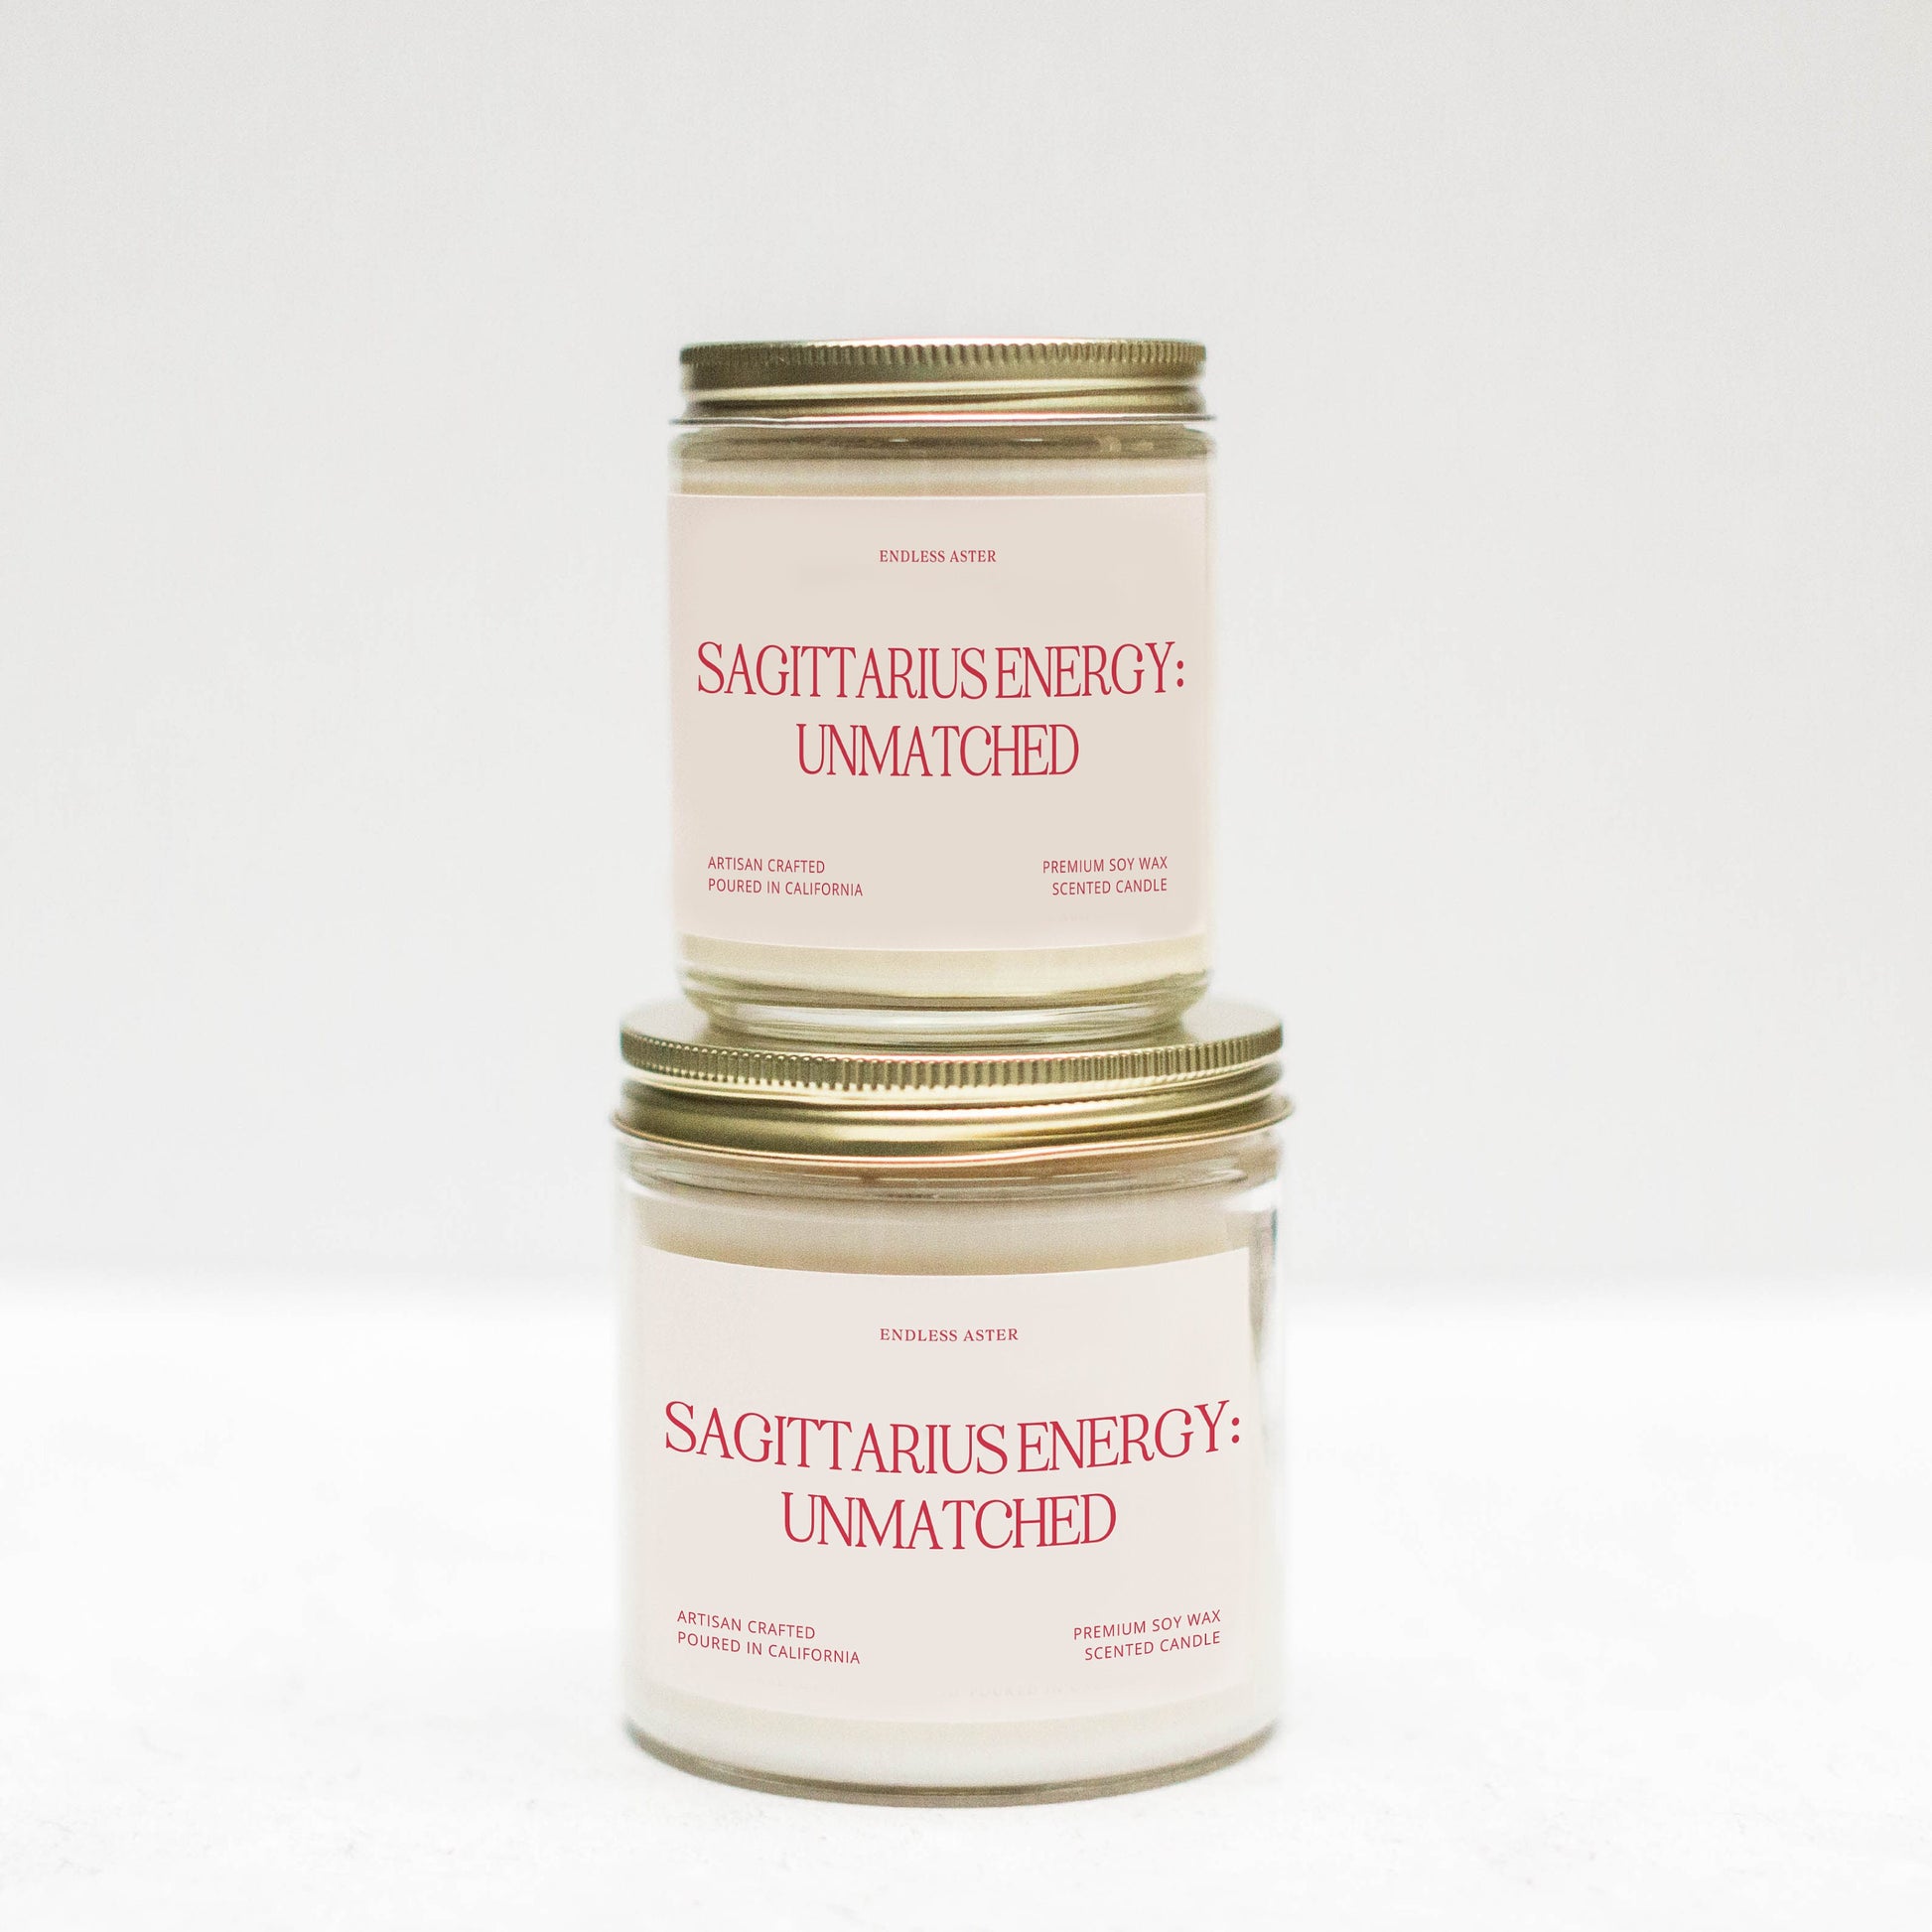 ENDLESS ASTER
SAGITTARIUS ENERGY:
UNMATCHED
ARTISAN CRAFTED
POURED IN CALIFORNIA
PREMIUM SOY WAX
SCENTED CANDLE
ENDLESS ASTER
SAGITTARIUS ENERGY:
UNMATCHED
ARTISAN CRAFTED
POURED IN CALIFORNIA
PREMIUM SOY WAX
SCENTED CANDLE